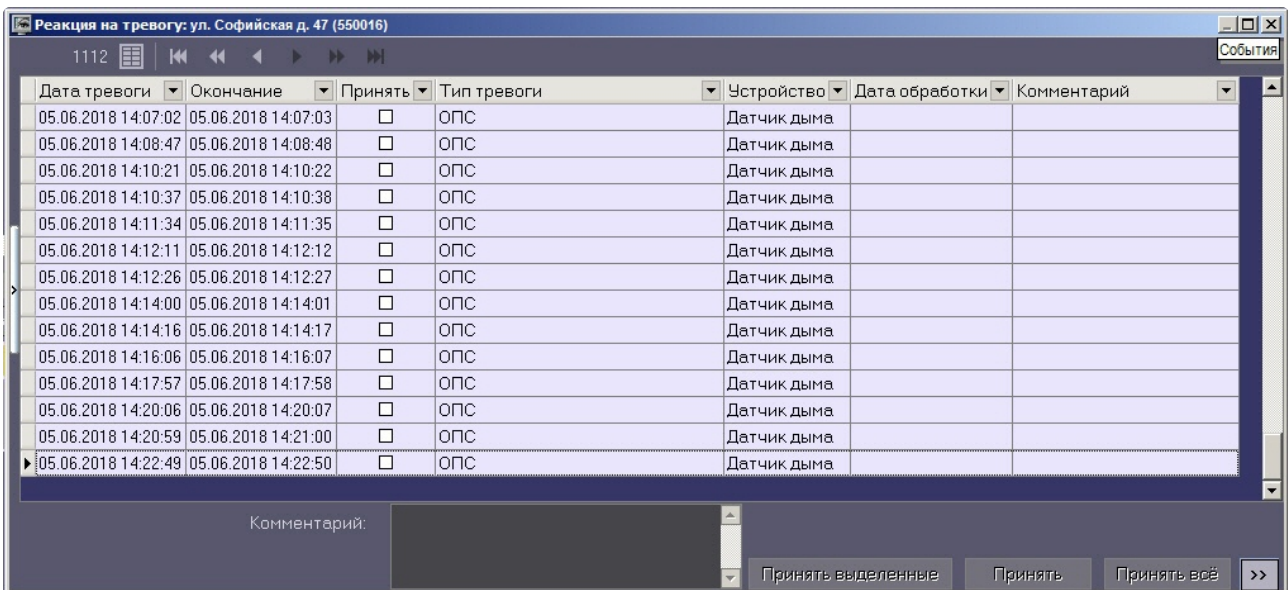 Реакция на тревогу: ул. Софийская д. 47 (550016)
События
1112
Дата тревоги Окончание Принять Тип тревоги Устройство Дата обработки Комментарий
05.06.2018 14:07:02 05.06.2018 14:07:03 ОПС Датчик дыма
05.06.2018 14:08:47 05.06.2018 14:08:48 ОПС Датчик дыма
05.06.2018 14:10:21 05.06.2018 14:10:22 ОПС Датчик дыма
05.06.2018 14:10:37 05.06.2018 14:10:38 ОПС Датчик дыма
05.06.2018 14:11:34 05.06.2018 14:11:35 ОПС Датчик дыма
05.06.2018 14:12:11 05.06.2018 14:12:12 ОПС Датчик дыма
05.06.2018 14:12:26 05.06.2018 14:12:27 ОПС Датчик дыма
05.06.2018 14:14:00 05.06.2018 14:14:01 ОПС Датчик дыма
05.06.2018 14:14:16 05.06.2018 14:14:17 ОПС Датчик дыма
05.06.2018 14:16:06 05.06.2018 14:16:07 ОПС Датчик дыма
05.06.2018 14:17:57 05.06.2018 14:17:58 ОПС Датчик дыма
05.06.2018 14:20:06 05.06.2018 14:20:07 ОПС Датчик дыма
05.06.2018 14:20:59 05.06.2018 14:21:00 ОПС Датчик дыма
05.06.2018 14:22:49 05.06.2018 14:22:50 ОПС Датчик дыма
Комментарий:
Принять выделенные Принять Принять всё >>